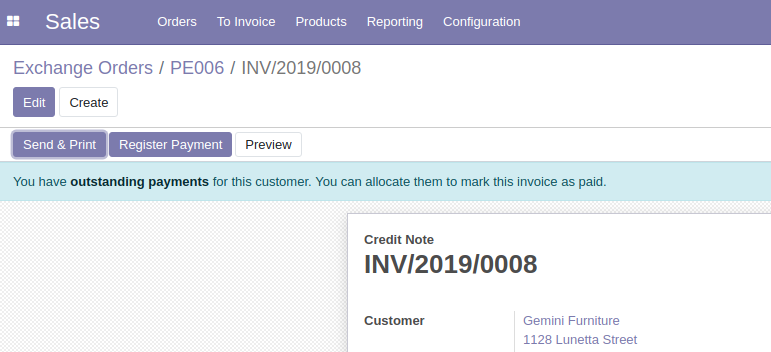 Sales Orders To Invoice Products Reporting Configuration
Exchange Orders / PE006 / INV/2019/0008
Edit Create
Send & Print Register Payment Preview
You have outstanding payments for this customer. You can allocate them to mark this invoice as paid.
Credit Note
INV/2019/0008
Customer Gemini Furniture
1128 Lunetta Street